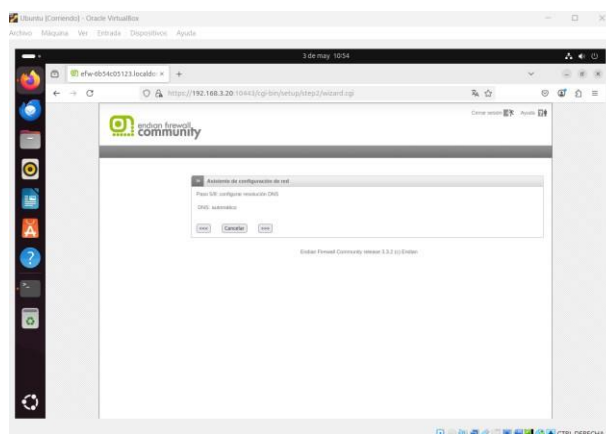 Ubuntu [Corriendo] - Oracle VirtualBox
Archivo Máquina Ver Entrada Dispositivos Ayuda
3 de may 10:54
efw-6b54c05123.localdor
https://192.168.3.20:10443/cgi-bin/netwiz/step2/wizard.cgi
endian firewall community
Cerrar sesión Ayuda
Asistente de configuración de red
Paso 5/8: configurar resolución DNS
DNS: automático
<<< Cancelar >>>
Endian Firewall Community release 3.3.2 (c) Endian
CTRL DERECHA